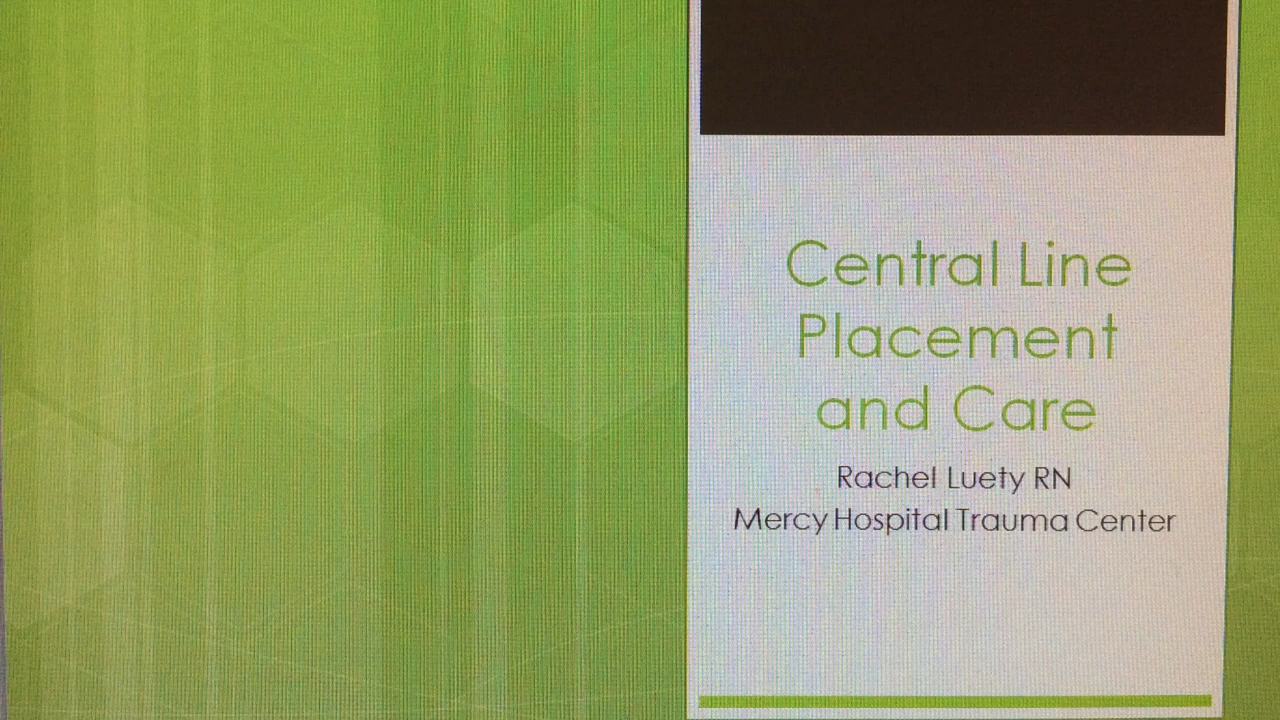 Central Line
Placement
and Care
Rachel Luety RN
Mercy Hospital Trauma Center